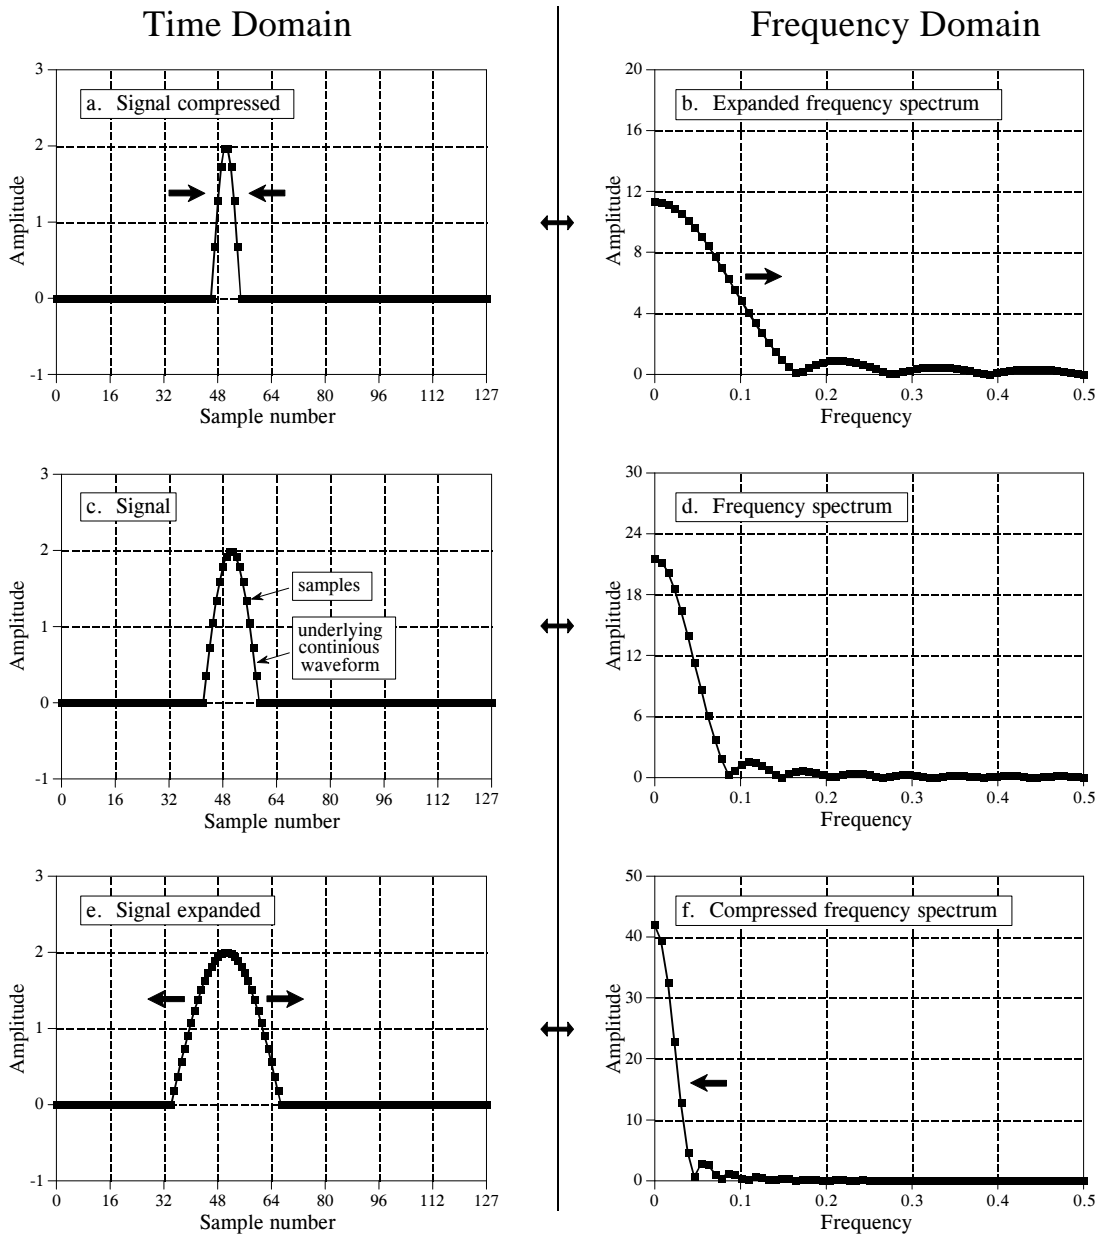 Time Domain
Frequency Domain
3
2
1
0
-1
Amplitude
a. Signal compressed
0 16 32 48 64 80 96 112 127
Sample number
20
16
12
8
4
0
Amplitude
b. Expanded frequency spectrum
0 0.1 0.2 0.3 0.4 0.5
Frequency
3
2
1
0
-1
Amplitude
c. Signal
samples
underlying
continious
waveform
0 16 32 48 64 80 96 112 127
Sample number
30
24
18
12
6
0
Amplitude
d. Frequency spectrum
0 0.1 0.2 0.3 0.4 0.5
Frequency
3
2
1
0
-1
Amplitude
e. Signal expanded
0 16 32 48 64 80 96 112 127
Sample number
50
40
30
20
10
0
Amplitude
f. Compressed frequency spectrum
0 0.1 0.2 0.3 0.4 0.5
Frequency